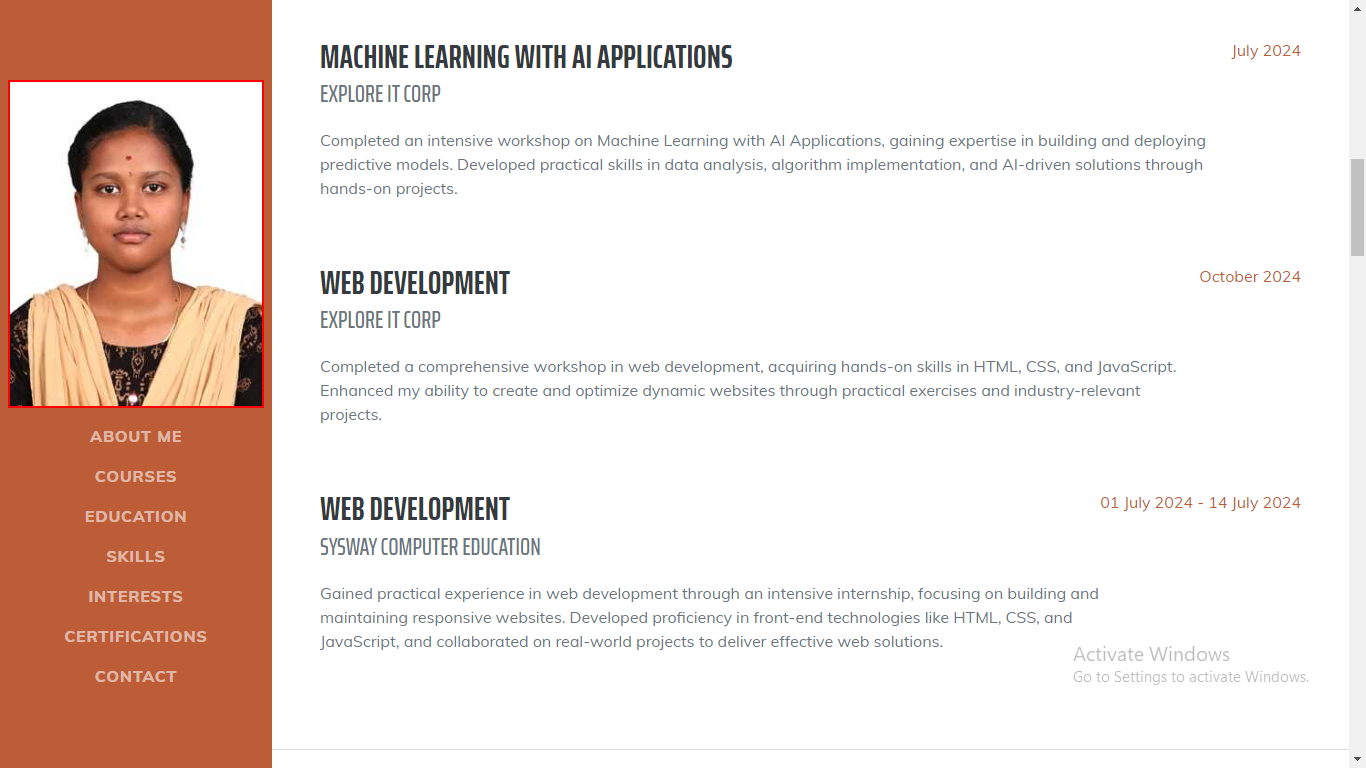 ABOUT ME
COURSES
EDUCATION
SKILLS
INTERESTS
CERTIFICATIONS
CONTACT
MACHINE LEARNING WITH AI APPLICATIONS
July 2024
EXPLORE IT CORP
Completed an intensive workshop on Machine Learning with AI Applications, gaining expertise in building and deploying
predictive models. Developed practical skills in data analysis, algorithm implementation, and AI-driven solutions through
hands-on projects.
WEB DEVELOPMENT
October 2024
EXPLORE IT CORP
Completed a comprehensive workshop in web development, acquiring hands-on skills in HTML, CSS, and JavaScript.
Enhanced my ability to create and optimize dynamic websites through practical exercises and industry-relevant
projects.
WEB DEVELOPMENT
01 July 2024 - 14 July 2024
SYSWAY COMPUTER EDUCATION
Gained practical experience in web development through an intensive internship, focusing on building and
maintaining responsive websites. Developed proficiency in front-end technologies like HTML, CSS, and
JavaScript, and collaborated on real-world projects to deliver effective web solutions.
Activate Windows
Go to Settings to activate Windows.